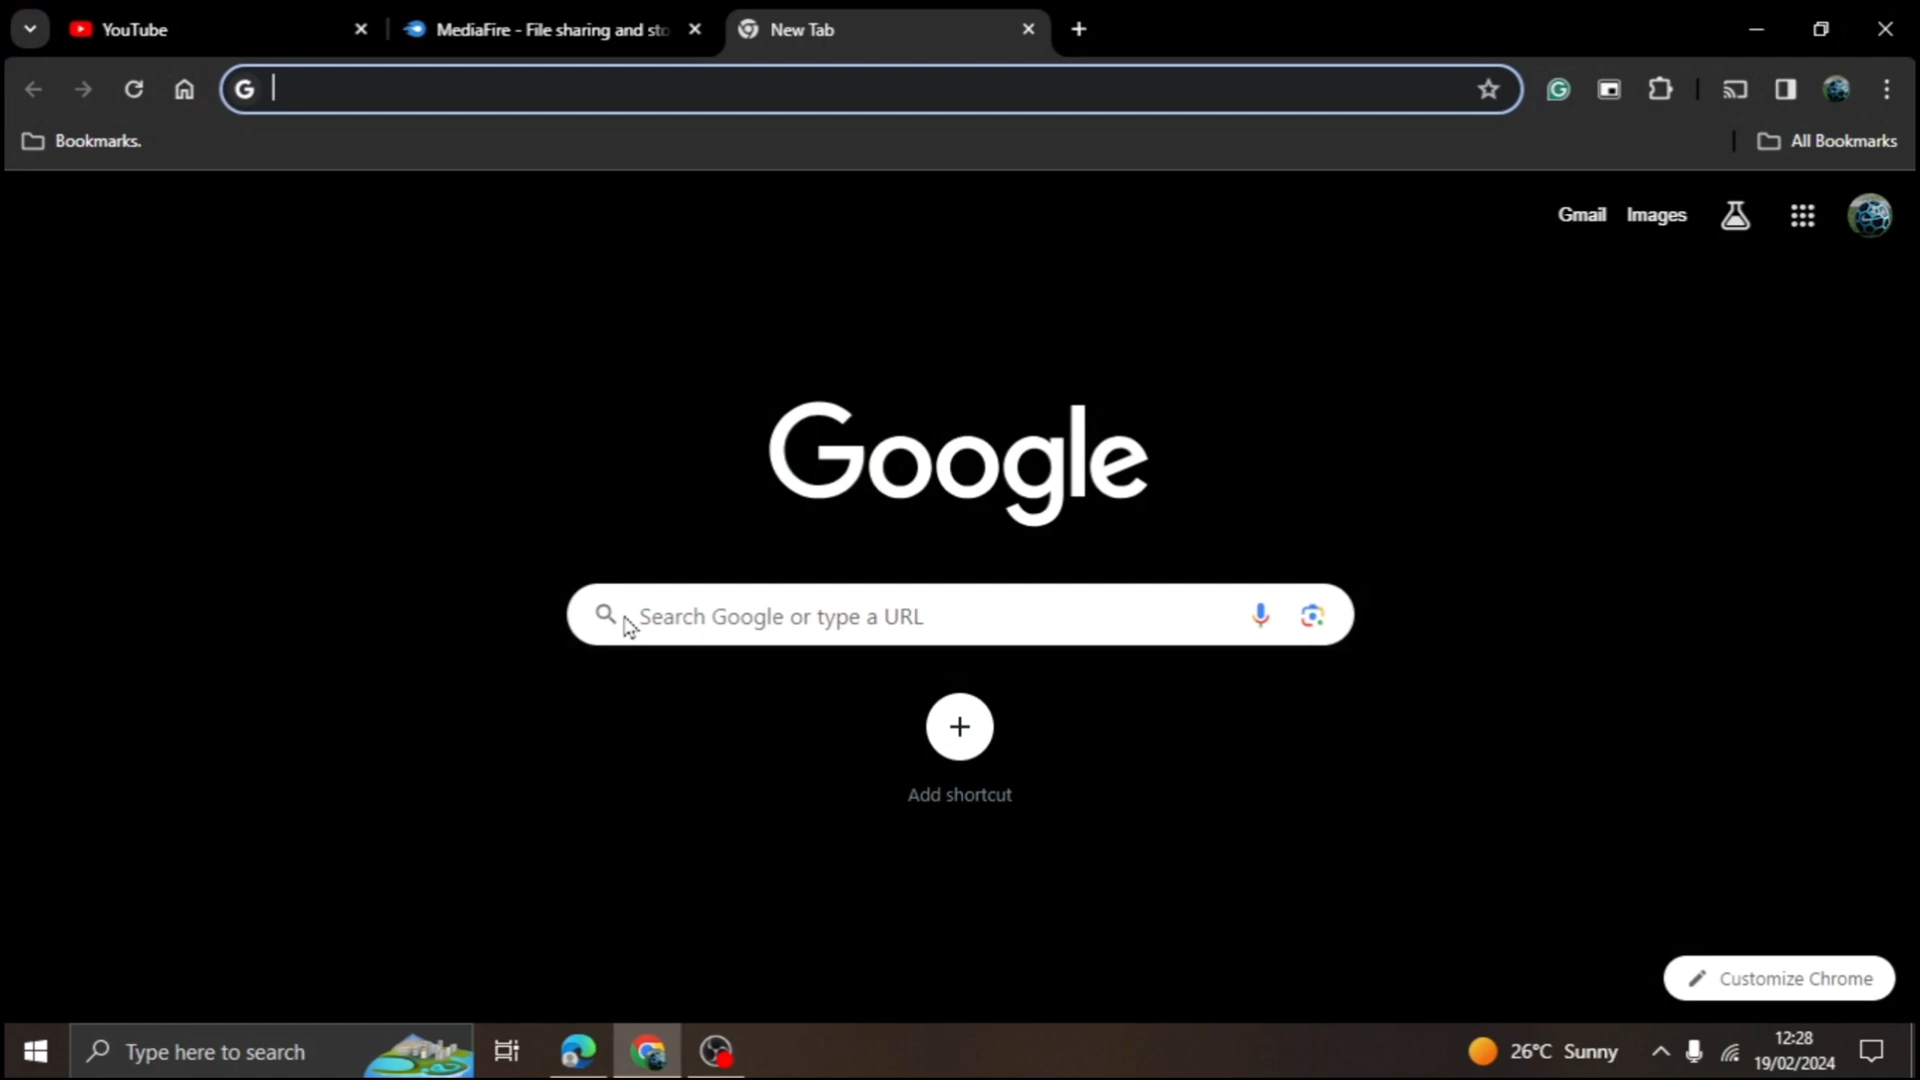 YouTube
MediaFire - File sharing and sto
New Tab
Bookmarks.
All Bookmarks
Gmail
Images
Google
Search Google or type a URL
Add shortcut
Customize Chrome
Type here to search
26°C Sunny
12:28
19/02/2024